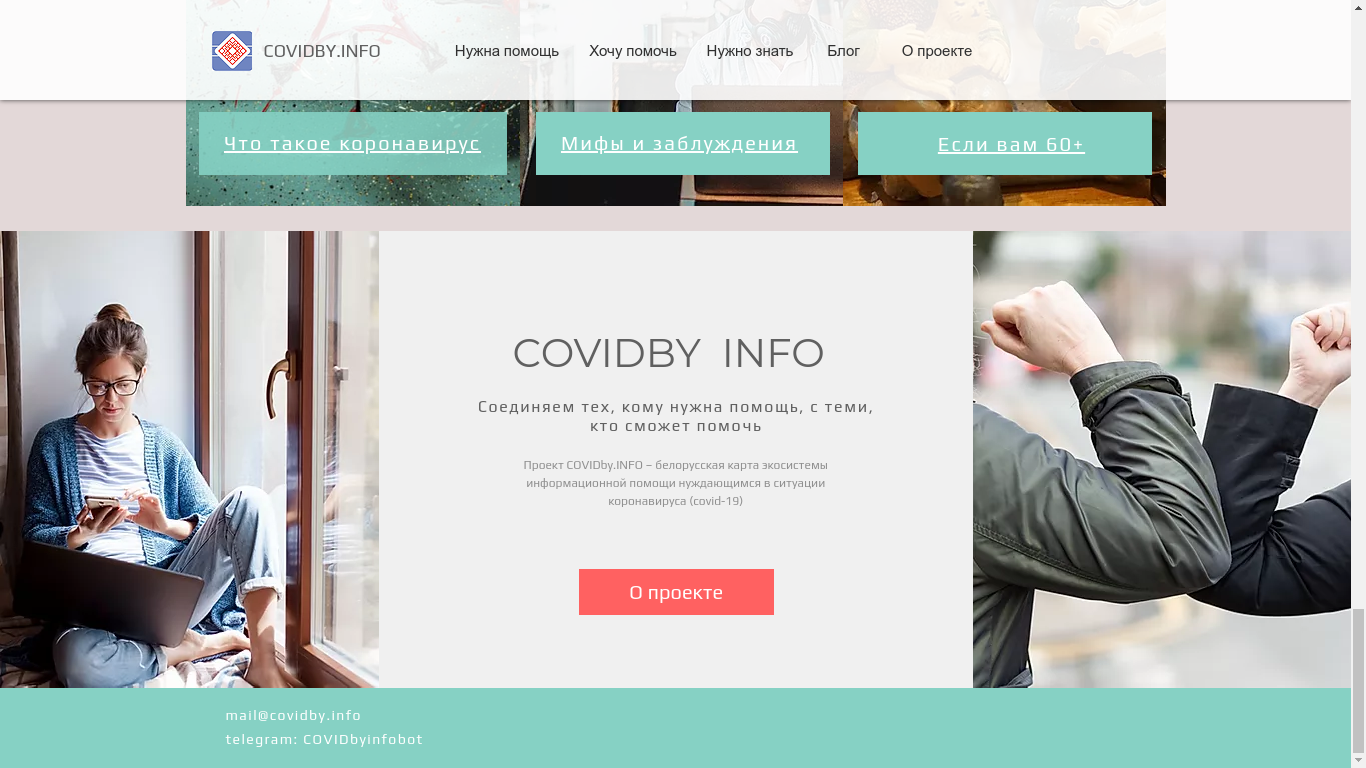 COVIDBY.INFO
Нужна помощь
Хочу помочь
Нужно знать
Блог
О проекте
Что такое коронавирус
Мифы и заблуждения
Если вам 60+
COVIDBY INFO
Соединяем тех, кому нужна помощь, с теми,
кто сможет помочь
Проект COVIDby.INFO – белорусская карта экосистемы
информационной помощи нуждающимся в ситуации
коронавируса (covid-19)
О проекте
mail@covidby.info
telegram: COVIDbyinfobot